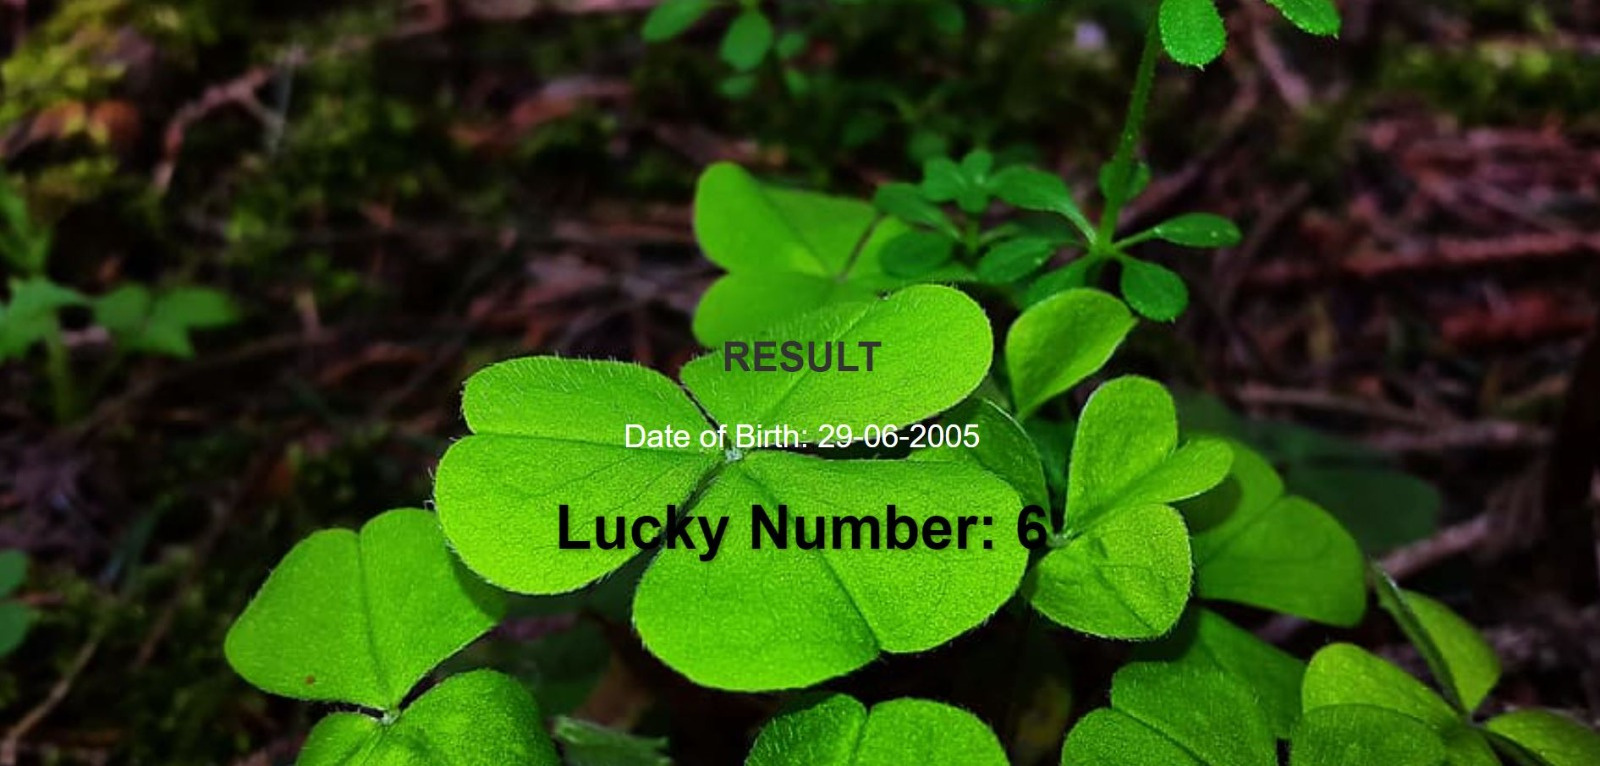 RESULT
Date of Birth: 29-06-2005
Lucky Number: 6